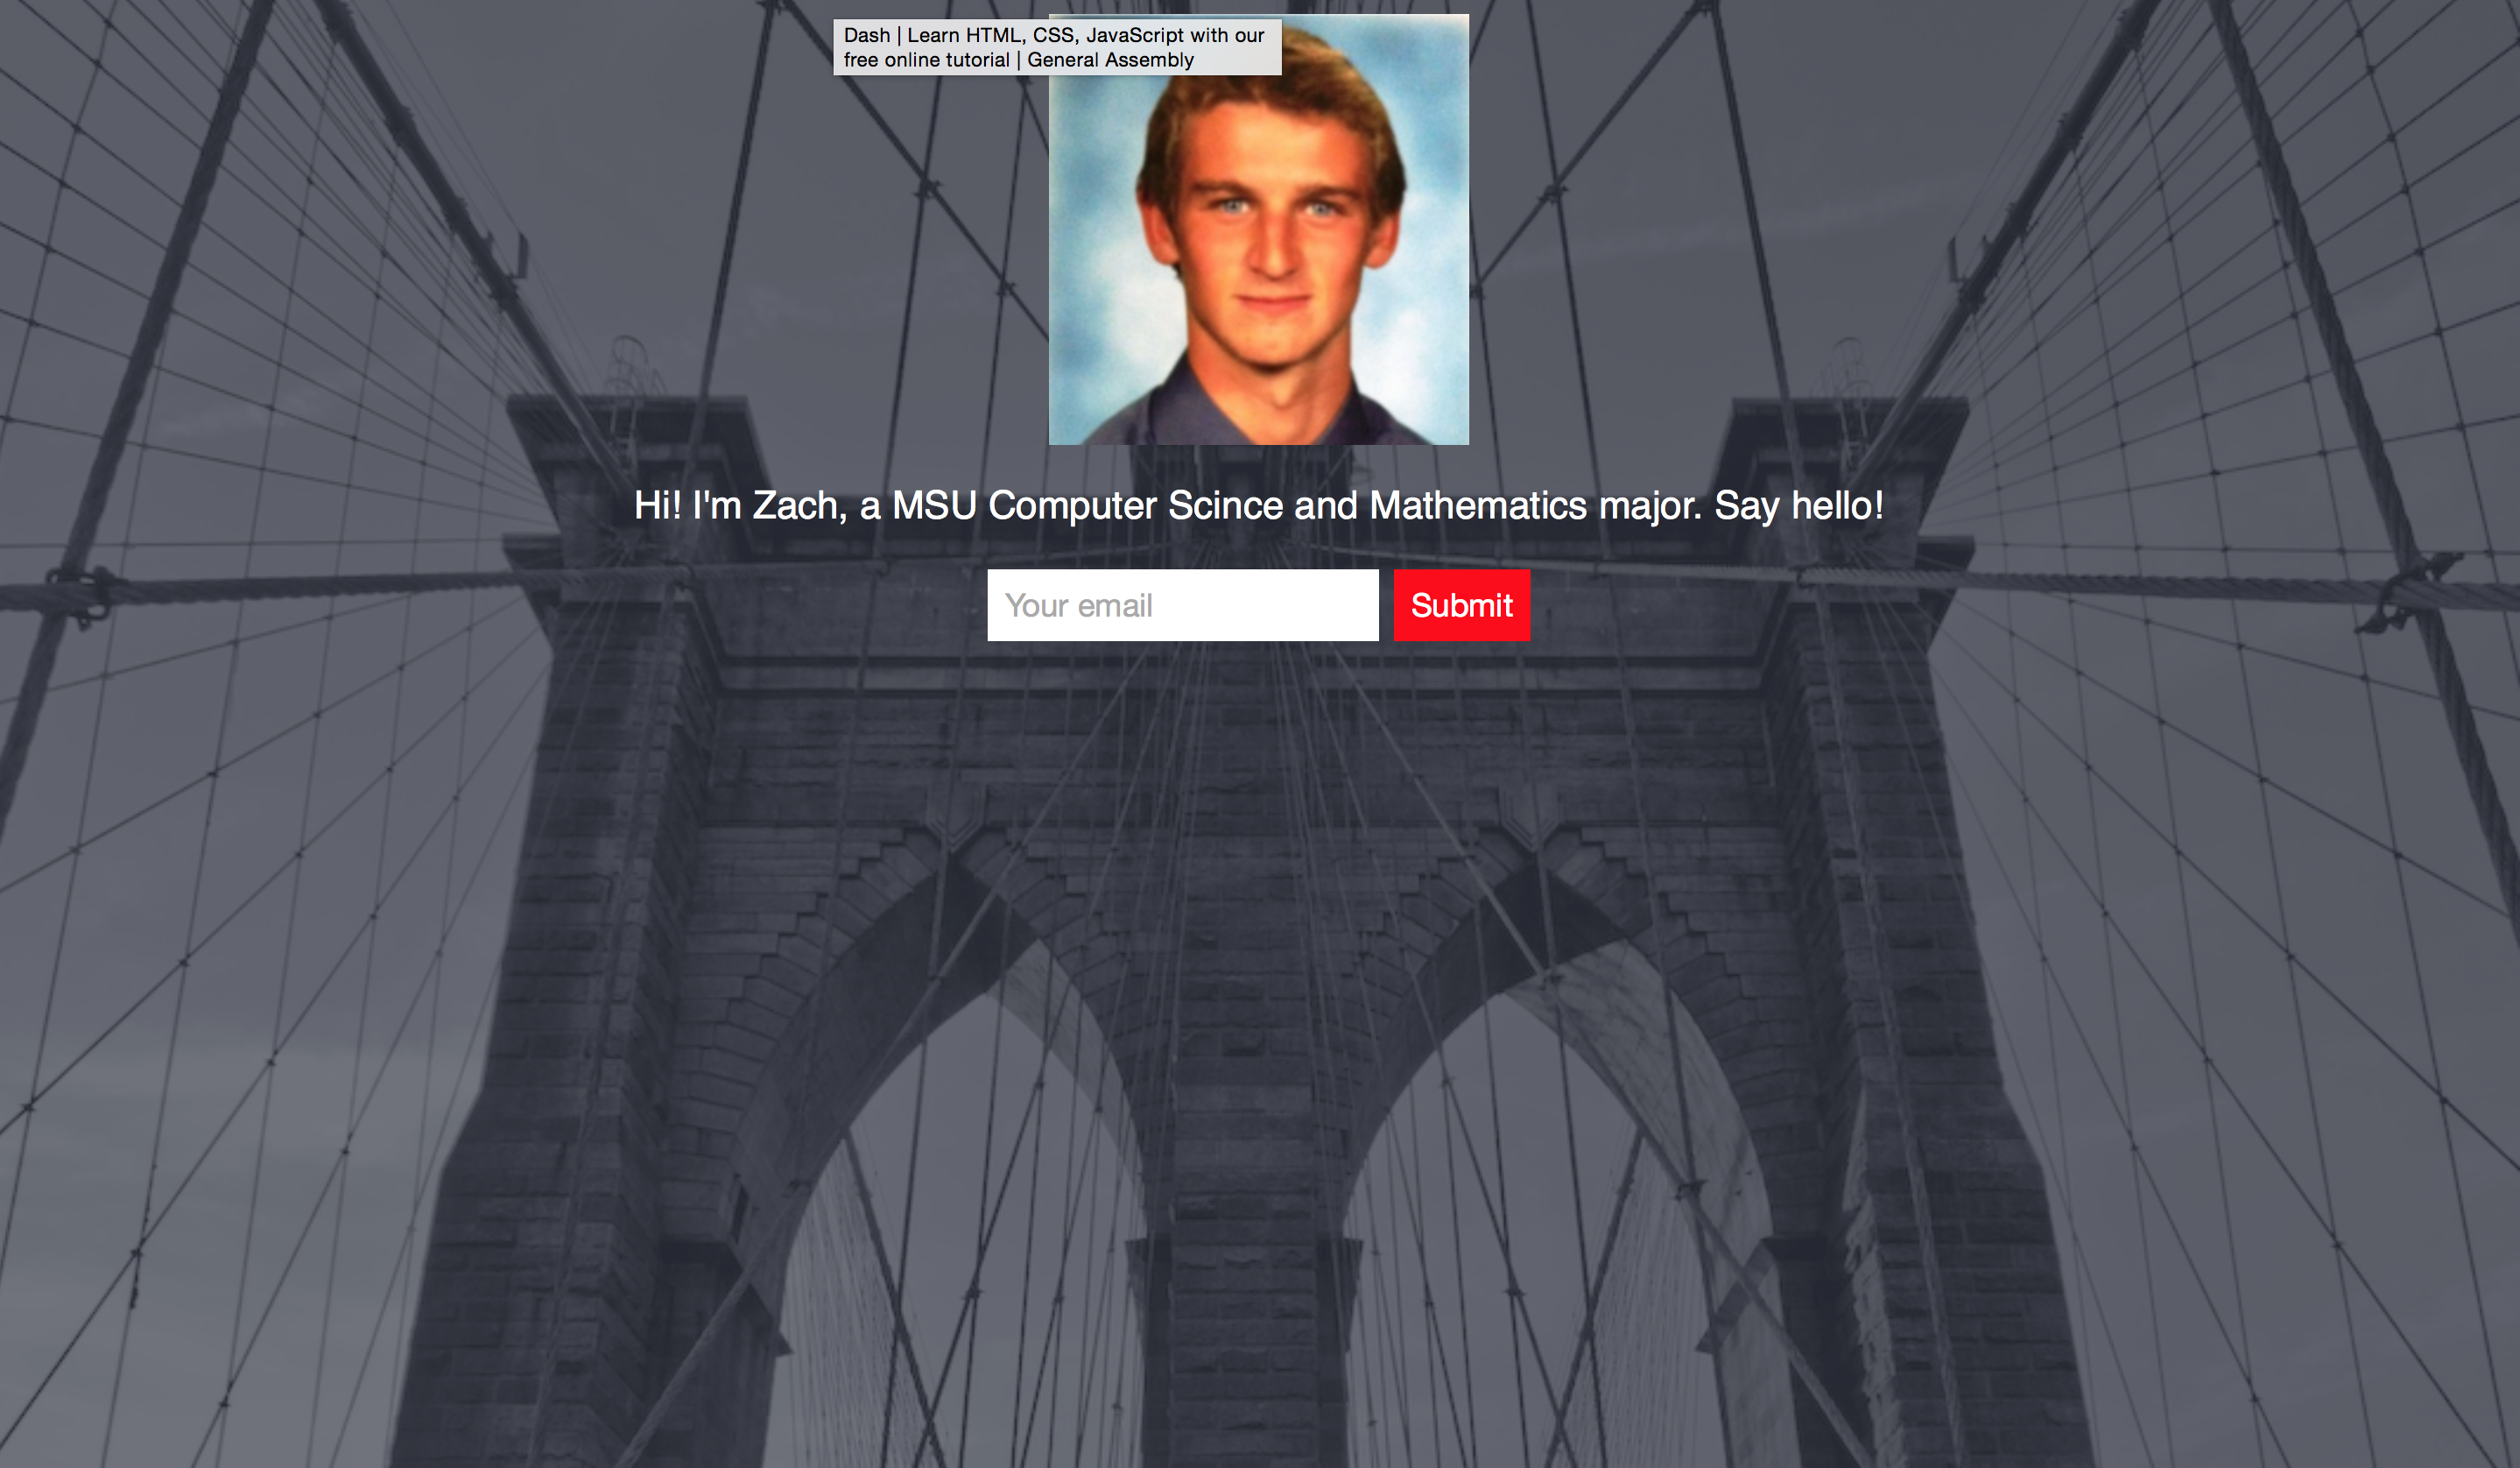 Dash | Learn HTML, CSS, JavaScript with our
free online tutorial | General Assembly
Hi! I'm Zach, a MSU Computer Scince and Mathematics major. Say hello!
Your email
Submit